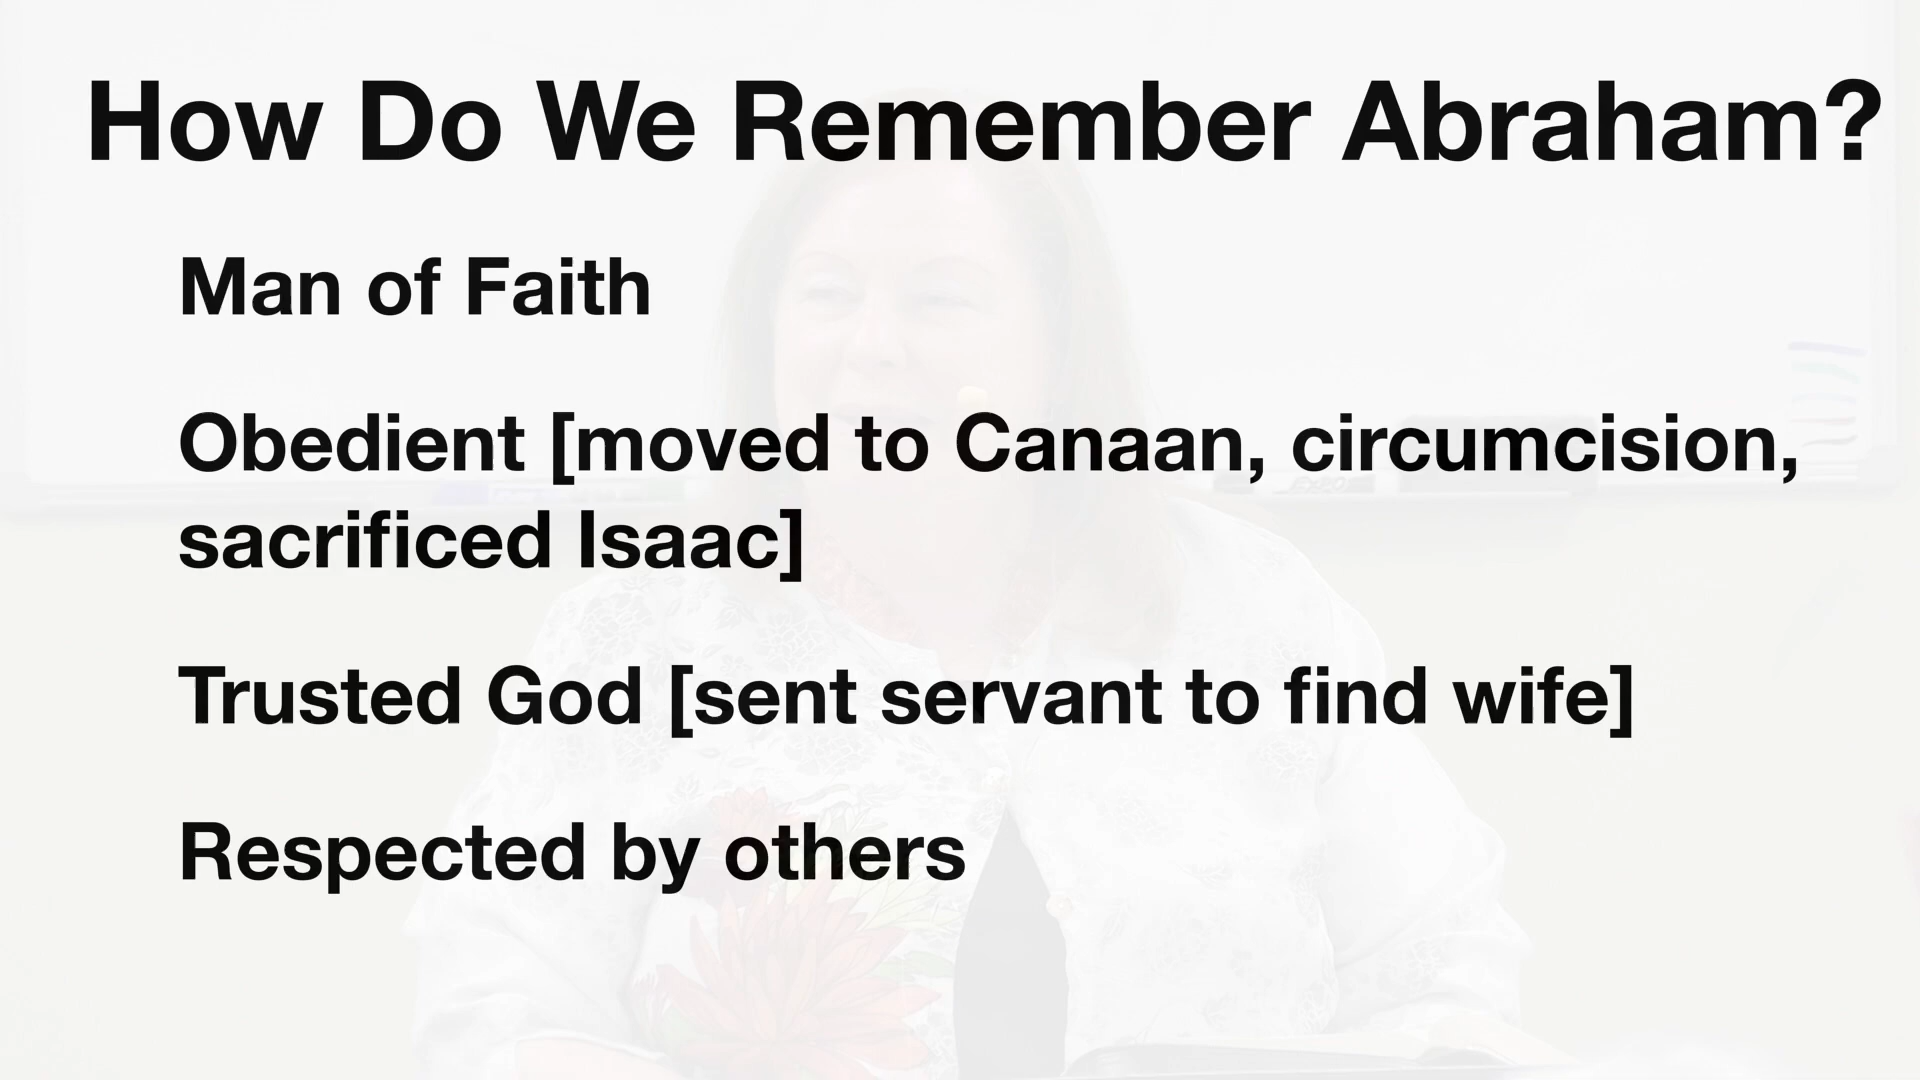 How Do We Remember Abraham?
Man of Faith
Obedient [moved to Canaan, circumcision,
sacrificed Isaac]
Trusted God [sent servant to find wife]
Respected by others